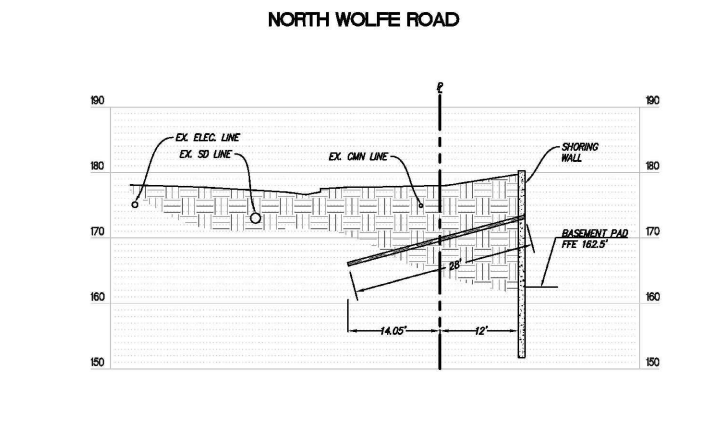 NORTH WOLFE ROAD
PL
190
190
EX. ELEC. LINE
EX. SD LINE
EX. CMN LINE
SHORING
WALL
180
180
170
170
BASEMENT PAD
FFE 162.5'
28'
160
160
14.05'
12'
150
150